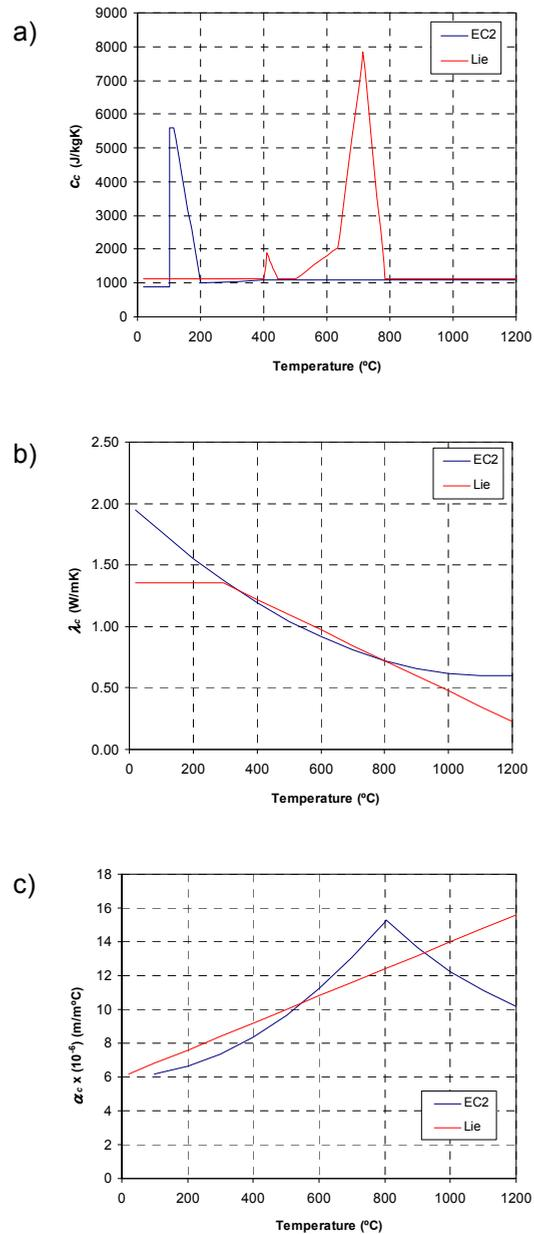 a)
9000
8000
7000
6000
5000
4000
3000
2000
1000
0
c_c (J/kgK)
EC2
Lie
0 200 400 600 800 1000 1200
Temperature (ºC)
b)
2.50
2.00
1.50
1.00
0.50
0.00
λ_c (W/mK)
EC2
Lie
0 200 400 600 800 1000 1200
Temperature (ºC)
c)
18
16
14
12
10
8
6
4
2
0
α_c x (10⁻⁶) (m/mºC)
EC2
Lie
0 200 400 600 800 1000 1200
Temperature (ºC)